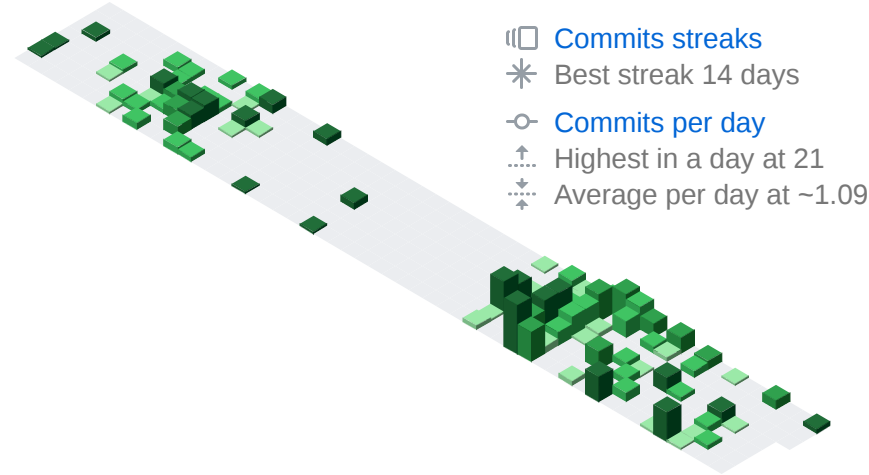 Commits streaks
Best streak 14 days
Commits per day
Highest in a day at 21
Average per day at ~1.09